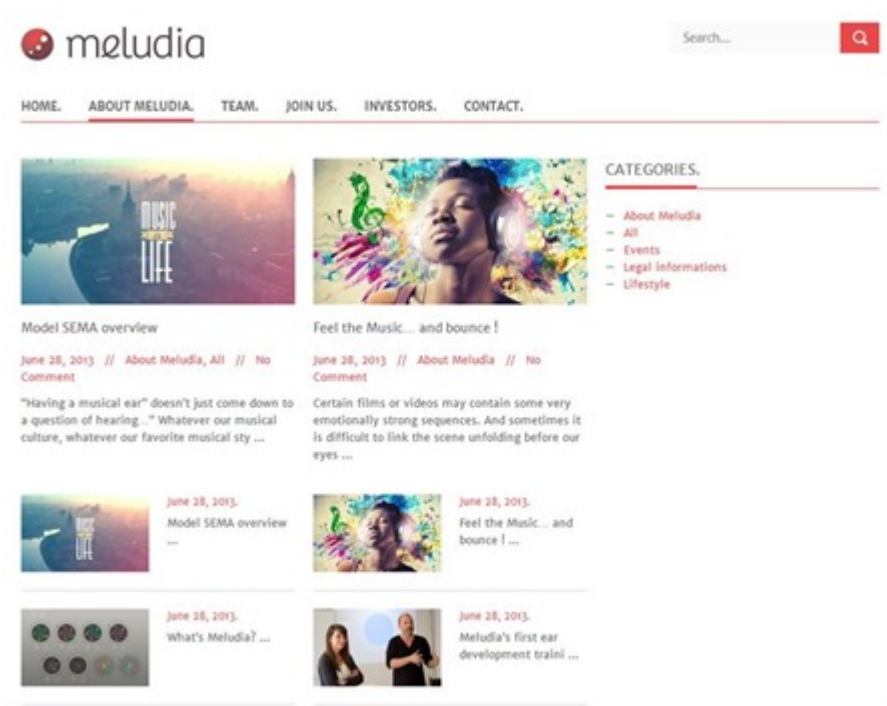 meludia
Search...
HOME. ABOUT MELUDIA. TEAM. JOIN US. INVESTORS. CONTACT.
MUSIC
LIFE
Model SEMA overview
June 28, 2013 // About Meludia, All // No
Comment
"Having a musical ear" doesn't just come down to
a question of hearing..." Whatever our musical
culture, whatever our favorite musical sty ...
Feel the Music... and bounce !
June 28, 2013 // About Meludia // No
Comment
Certain films or videos may contain some very
emotionally strong sequences. And sometimes it
is difficult to link the scene unfolding before our
eyes ...
CATEGORIES.
– About Meludia
– All
– Events
– Legal informations
– Lifestyle
MUSIC
LIFE
June 28, 2013.
Model SEMA overview
...
June 28, 2013.
Feel the Music... and
bounce ! ...
June 28, 2013.
What's Meludia? ...
June 28, 2013.
Meludia's first ear
development traini ...